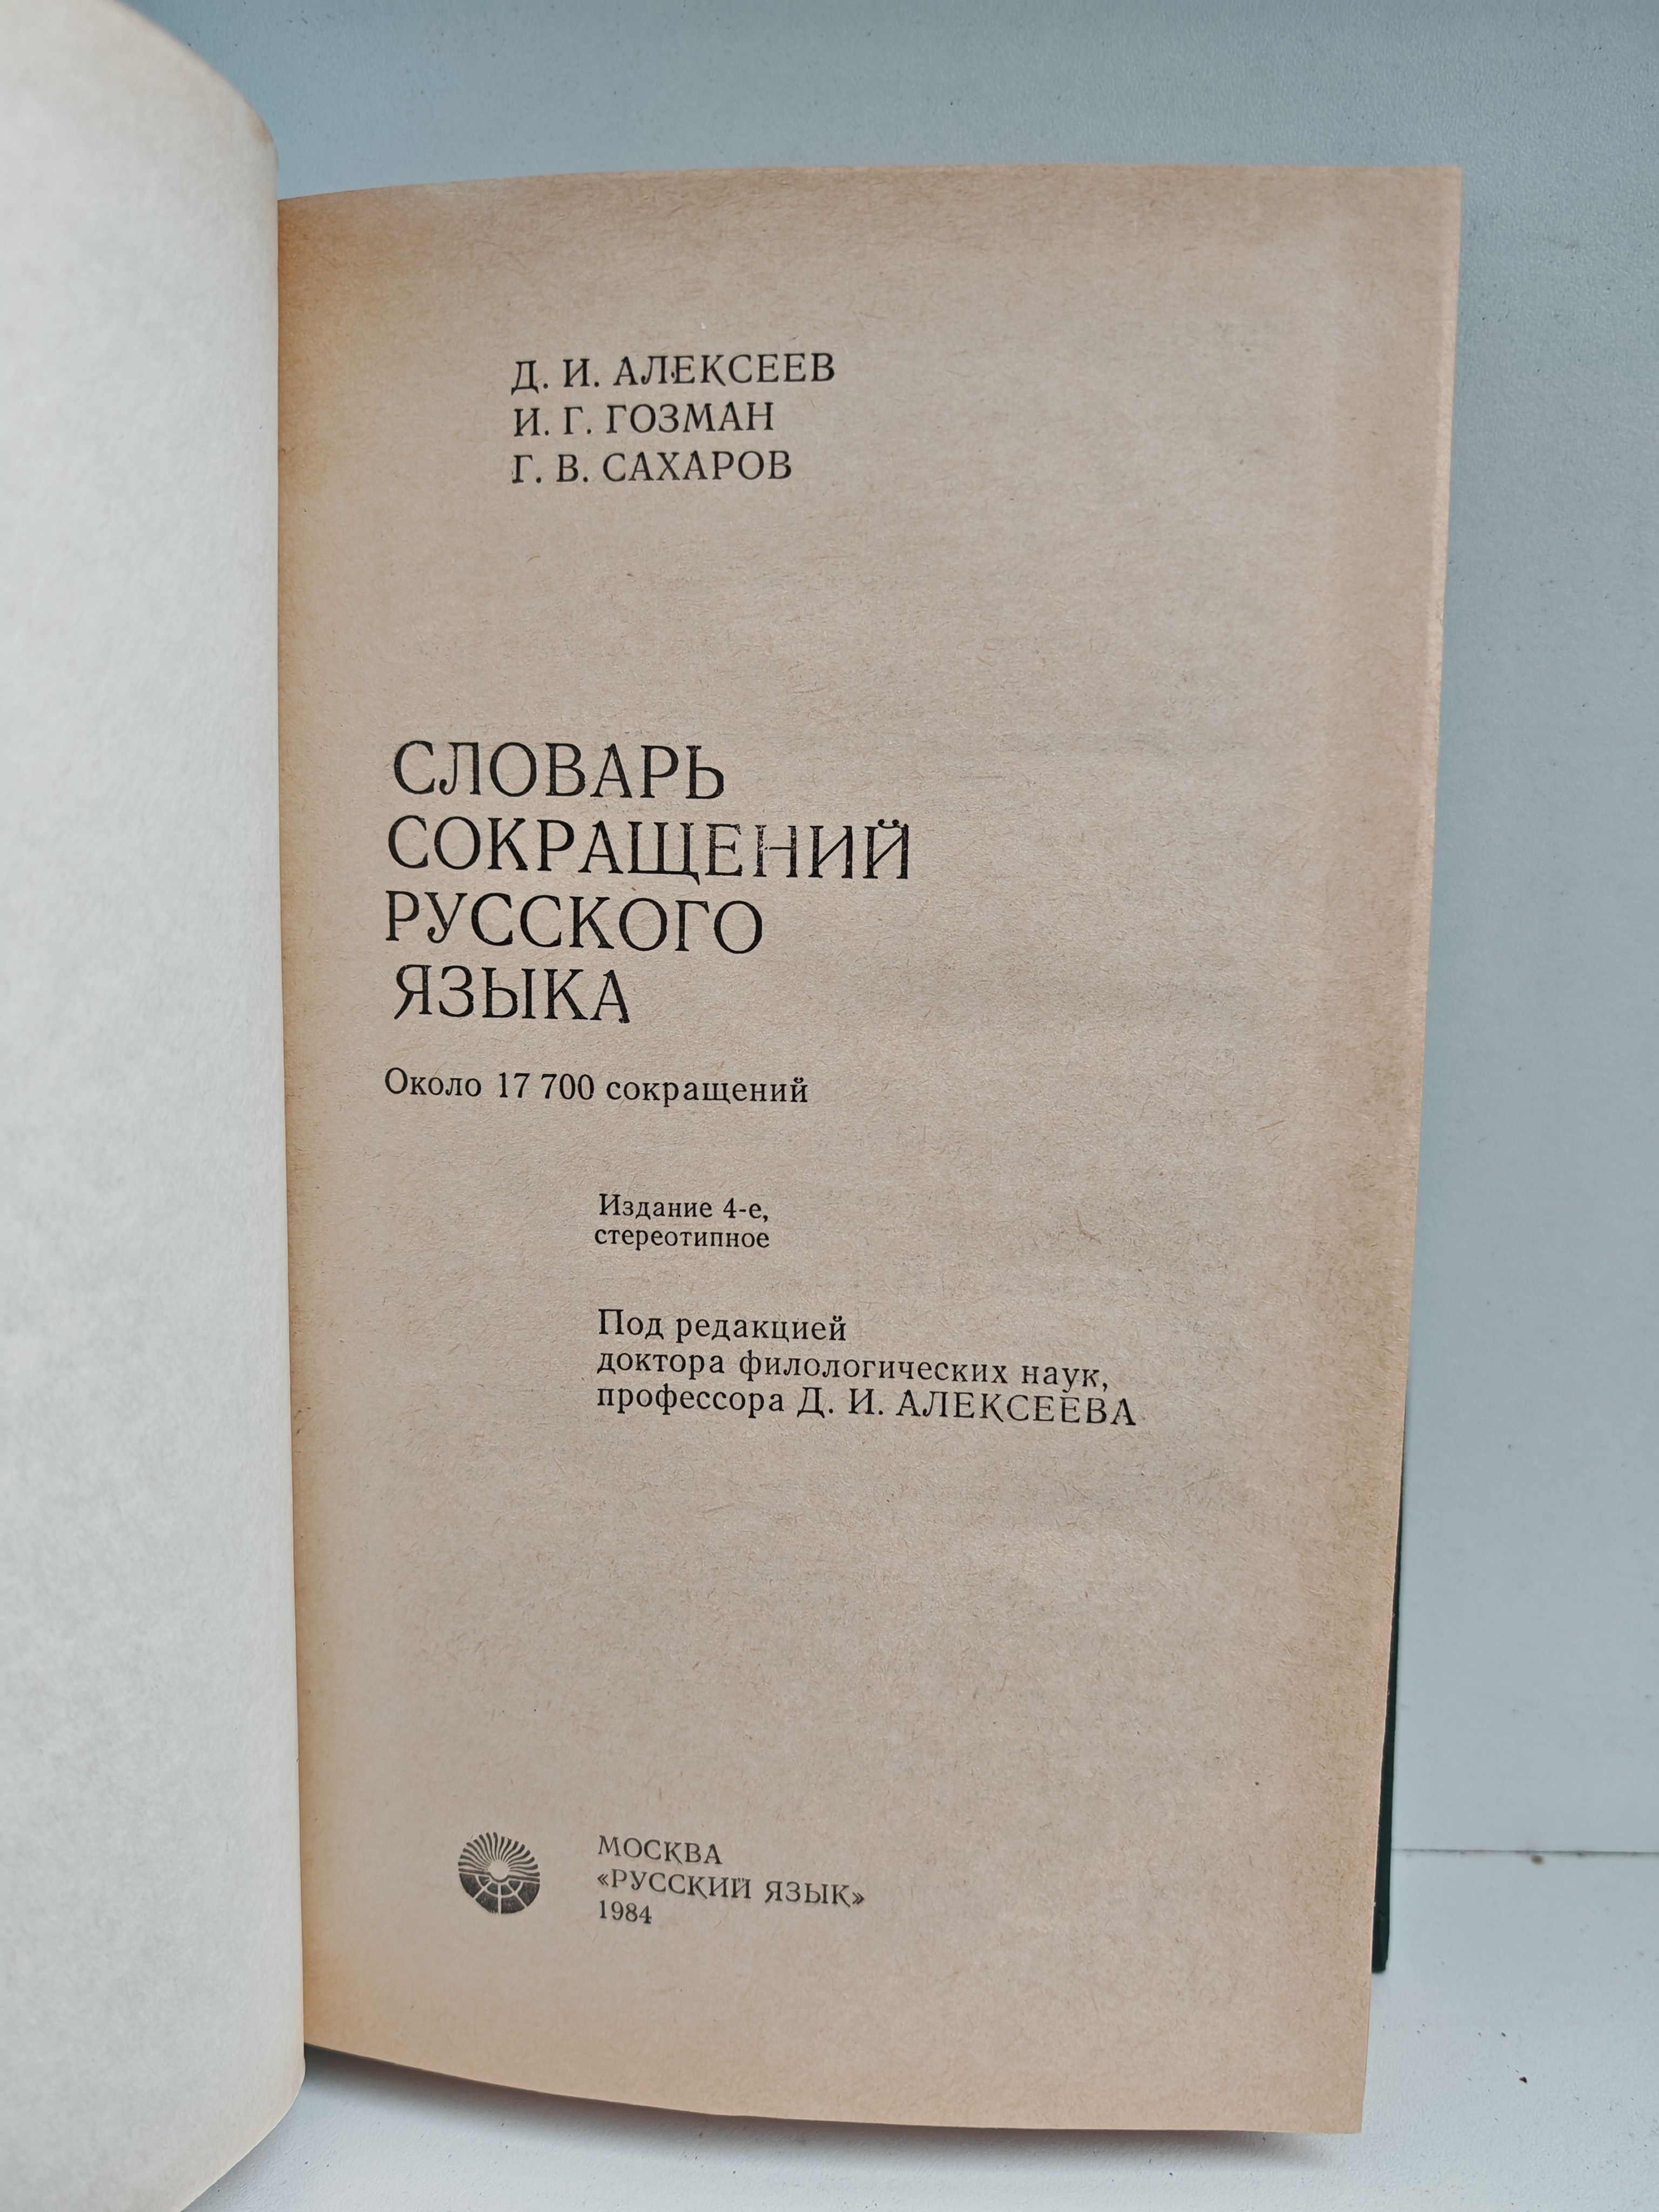 Д. И. АЛЕКСЕЕВ
И. Г. ГОЗМАН
Г. В. САХАРОВ
СЛОВАРЬ
СОКРАЩЕНИЙ
РУССКОГО
ЯЗЫКА
Около 17 700 сокращений
Издание 4-е,
стереотипное
Под редакцией
доктора филологических наук,
профессора Д. И. АЛЕКСЕЕВА
МОСКВА
«РУССКИЙ ЯЗЫК»
1984